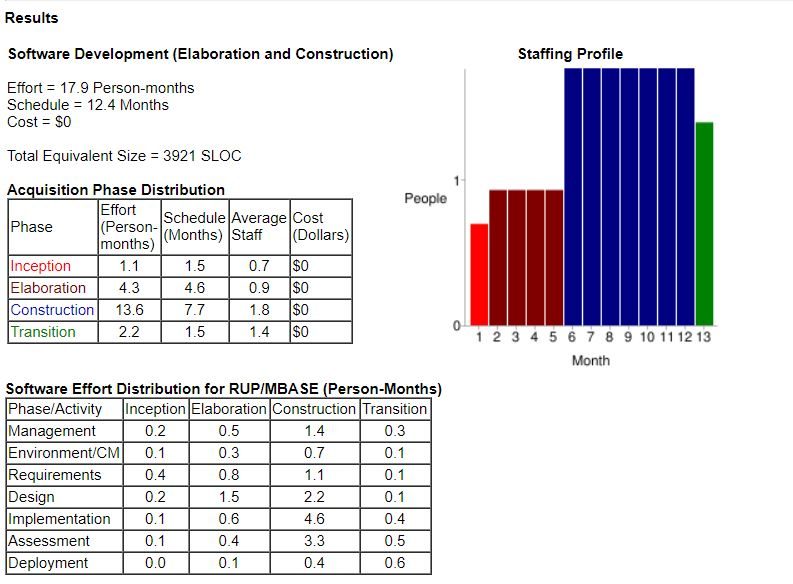 Results
Software Development (Elaboration and Construction)
Staffing Profile
Effort = 17.9 Person-months
Schedule = 12.4 Months
Cost = $0
Total Equivalent Size = 3921 SLOC
Acquisition Phase Distribution
Phase Effort (Person-months) Schedule (Months) Average Staff Cost (Dollars)
Inception 1.1 1.5 0.7 $0
Elaboration 4.3 4.6 0.9 $0
Construction 13.6 7.7 1.8 $0
Transition 2.2 1.5 1.4 $0
People
1
0
1 2 3 4 5 6 7 8 9 10 11 12 13
Month
Software Effort Distribution for RUP/MBASE (Person-Months)
Phase/Activity Inception Elaboration Construction Transition
Management 0.2 0.5 1.4 0.3
Environment/CM 0.1 0.3 0.7 0.1
Requirements 0.4 0.8 1.1 0.1
Design 0.2 1.5 2.2 0.1
Implementation 0.1 0.6 4.6 0.4
Assessment 0.1 0.4 3.3 0.5
Deployment 0.0 0.1 0.4 0.6